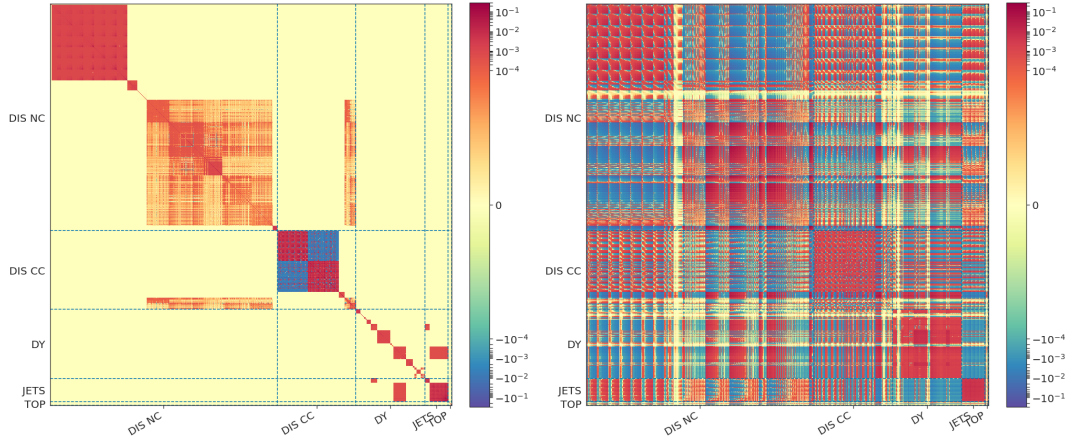 DIS NC
DIS CC
DY
JETS
TOP
DIS NC
DIS CC
DY
JETS
TOP
10⁻¹
10⁻²
10⁻³
10⁻⁴
0
−10⁻⁴
−10⁻³
−10⁻²
−10⁻¹
DIS NC
DIS CC
DY
JETS
TOP
DIS NC
DIS CC
DY
JETS
TOP
10⁻¹
10⁻²
10⁻³
10⁻⁴
0
−10⁻⁴
−10⁻³
−10⁻²
−10⁻¹